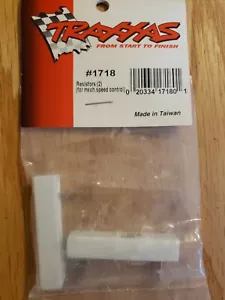 TRAXXAS
FROM START TO FINISH
#1718
Resistors (2)
(for mech.speed control)
0 20334 17180 1
Made in Taiwan